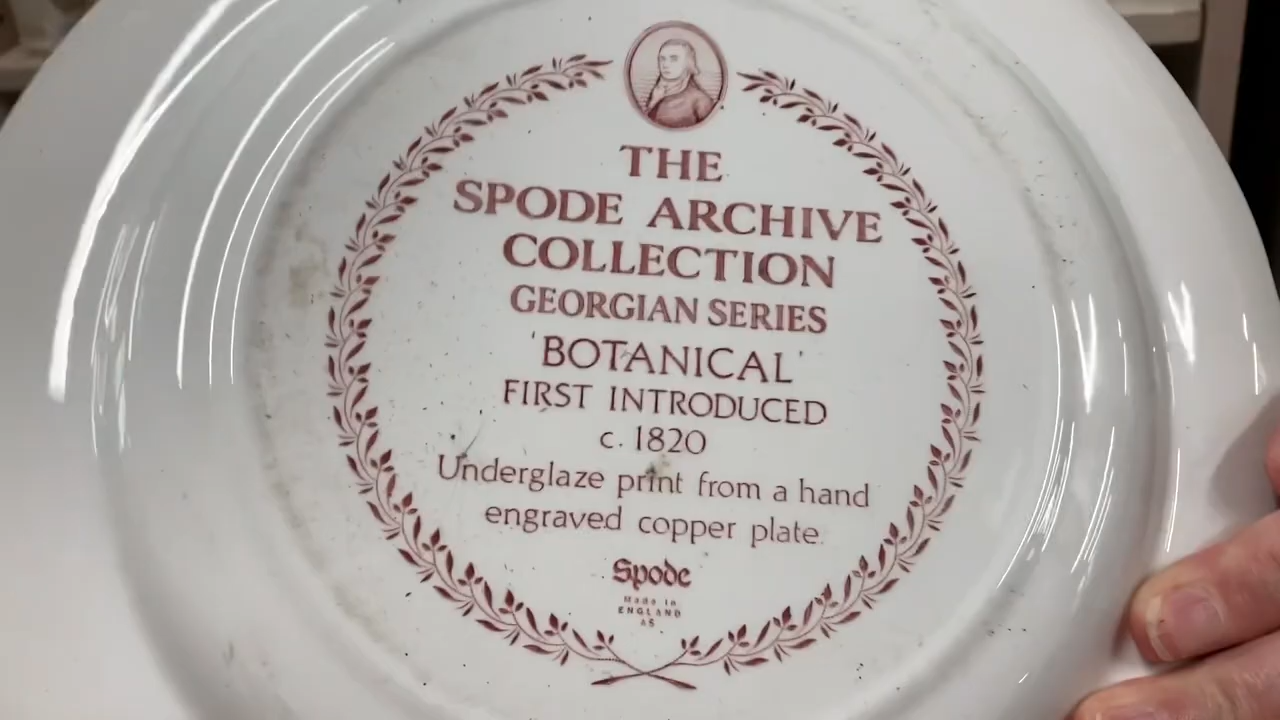 THE
SPODE ARCHIVE
COLLECTION
GEORGIAN SERIES
'BOTANICAL'
FIRST INTRODUCED
c. 1820
Underglaze print from a hand
engraved copper plate.
Spode
Made in
ENGLAND